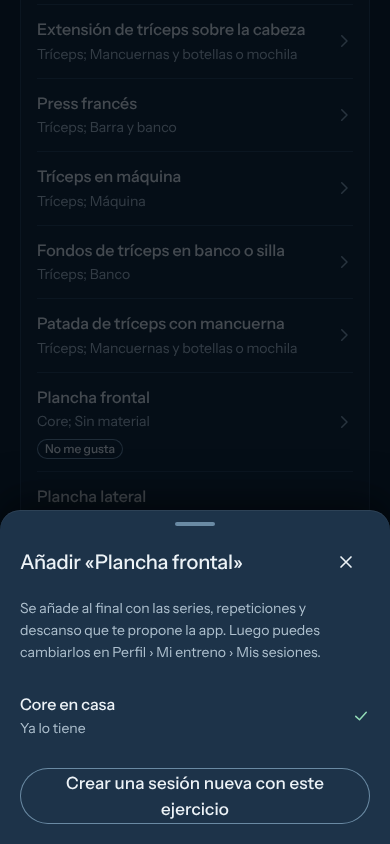 Extensión de tríceps sobre la cabeza
Tríceps; Mancuernas y botellas o mochila
Press francés
Tríceps; Barra y banco
Tríceps en máquina
Tríceps; Máquina
Fondos de tríceps en banco o silla
Tríceps; Banco
Patada de tríceps con mancuerna
Tríceps; Mancuernas y botellas o mochila
Plancha frontal
Core; Sin material
No me gusta
Plancha lateral
Añadir «Plancha frontal»
Se añade al final con las series, repeticiones y
descanso que te propone la app. Luego puedes
cambiarlos en Perfil › Mi entreno › Mis sesiones.
Core en casa
Ya lo tiene
Crear una sesión nueva con este
ejercicio